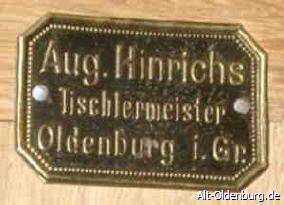 Aug. Hinrichs
Tischlermeister
Oldenburg i. Gr.
Alt-Oldenburg.de